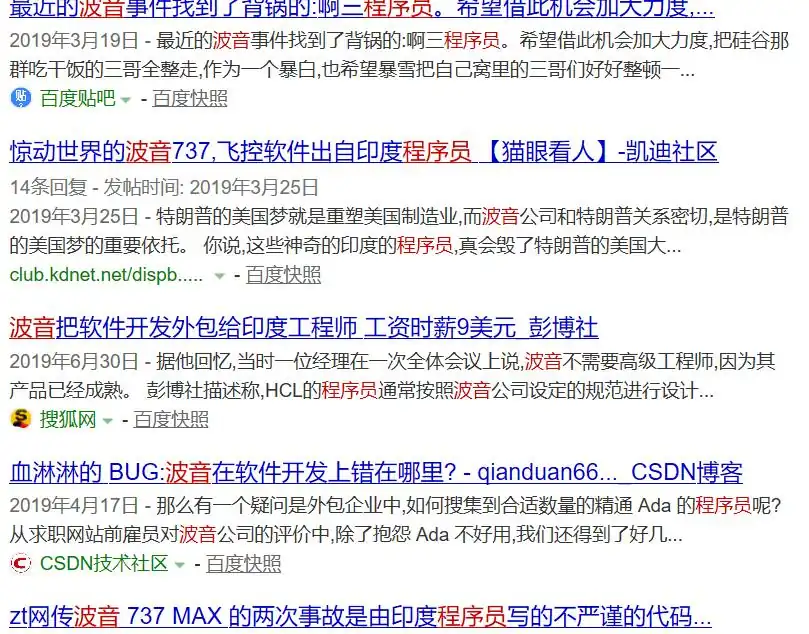 最近的波音事件找到了背锅的:啊三程序员。希望借此机会加大力度,...
2019年3月19日 - 最近的波音事件找到了背锅的:啊三程序员。希望借此机会加大力度,把硅谷那
群吃干饭的三哥全整走,作为一个暴白,也希望暴雪把自己窝里的三哥们好好整顿一...
贴 百度贴吧 - 百度快照
惊动世界的波音737,飞控软件出自印度程序员 【猫眼看人】-凯迪社区
14条回复 - 发帖时间: 2019年3月25日
2019年3月25日 - 特朗普的美国梦就是重塑美国制造业,而波音公司和特朗普关系密切,是特朗普
的美国梦的重要依托。 你说,这些神奇的印度的程序员,真会毁了特朗普的美国大...
club.kdnet.net/dispb..... - 百度快照
波音把软件开发外包给印度工程师 工资时薪9美元_彭博社
2019年6月30日 - 据他回忆,当时一位经理在一次全体会议上说,波音不需要高级工程师,因为其
产品已经成熟。 彭博社描述称,HCL的程序员通常按照波音公司设定的规范进行设计...
搜狐网 - 百度快照
血淋淋的 BUG:波音在软件开发上错在哪里? - qianduan66..._CSDN博客
2019年4月17日 - 那么有一个疑问是外包企业中,如何搜集到合适数量的精通 Ada 的程序员呢?
从求职网站前雇员对波音公司的评价中,除了抱怨 Ada 不好用,我们还得到了好几...
CSDN技术社区 - 百度快照
zt网传波音 737 MAX 的两次事故是由印度程序员写的不严谨的代码...